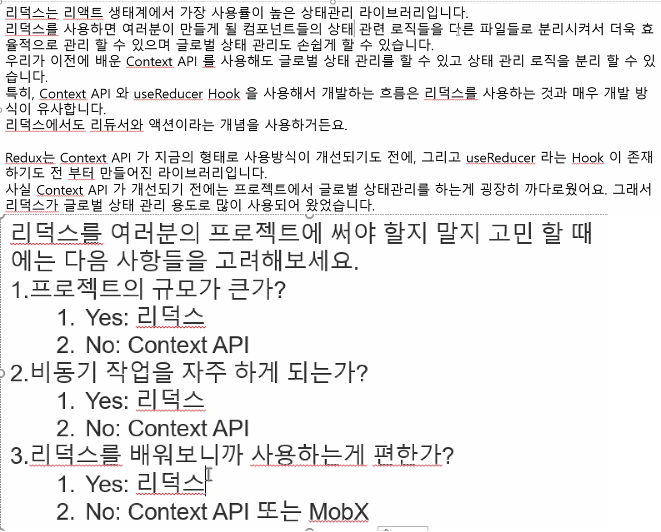 리덕스는 리액트 생태계에서 가장 사용률이 높은 상태관리 라이브러리입니다.
리덕스를 사용하면 여러분이 만들게 될 컴포넌트들의 상태 관련 로직들을 다른 파일들로 분리시켜서 더욱 효
율적으로 관리 할 수 있으며 글로벌 상태 관리도 손쉽게 할 수 있습니다.
우리가 이전에 배운 Context API 를 사용해도 글로벌 상태 관리를 할 수 있고 상태 관리 로직을 분리 할 수 있
습니다.
특히, Context API 와 useReducer Hook 을 사용해서 개발하는 흐름은 리덕스를 사용하는 것과 매우 개발 방
식이 유사합니다.
리덕스에서도 리듀서와 액션이라는 개념을 사용하거든요.
Redux는 Context API 가 지금의 형태로 사용방식이 개선되기도 전에, 그리고 useReducer 라는 Hook 이 존재
하기도 전 부터 만들어진 라이브러리입니다.
사실 Context API 가 개선되기 전에는 프로젝트에서 글로벌 상태관리를 하는게 굉장히 까다로웠어요. 그래서
리덕스가 글로벌 상태 관리 용도로 많이 사용되어 왔었습니다.
리덕스를 여러분의 프로젝트에 써야 할지 말지 고민 할 때
에는 다음 사항들을 고려해보세요.
1.프로젝트의 규모가 큰가?
1. Yes: 리덕스
2. No: Context API
2.비동기 작업을 자주 하게 되는가?
1. Yes: 리덕스
2. No: Context API
3.리덕스를 배워보니까 사용하는게 편한가?
1. Yes: 리덕스
2. No: Context API 또는 MobX